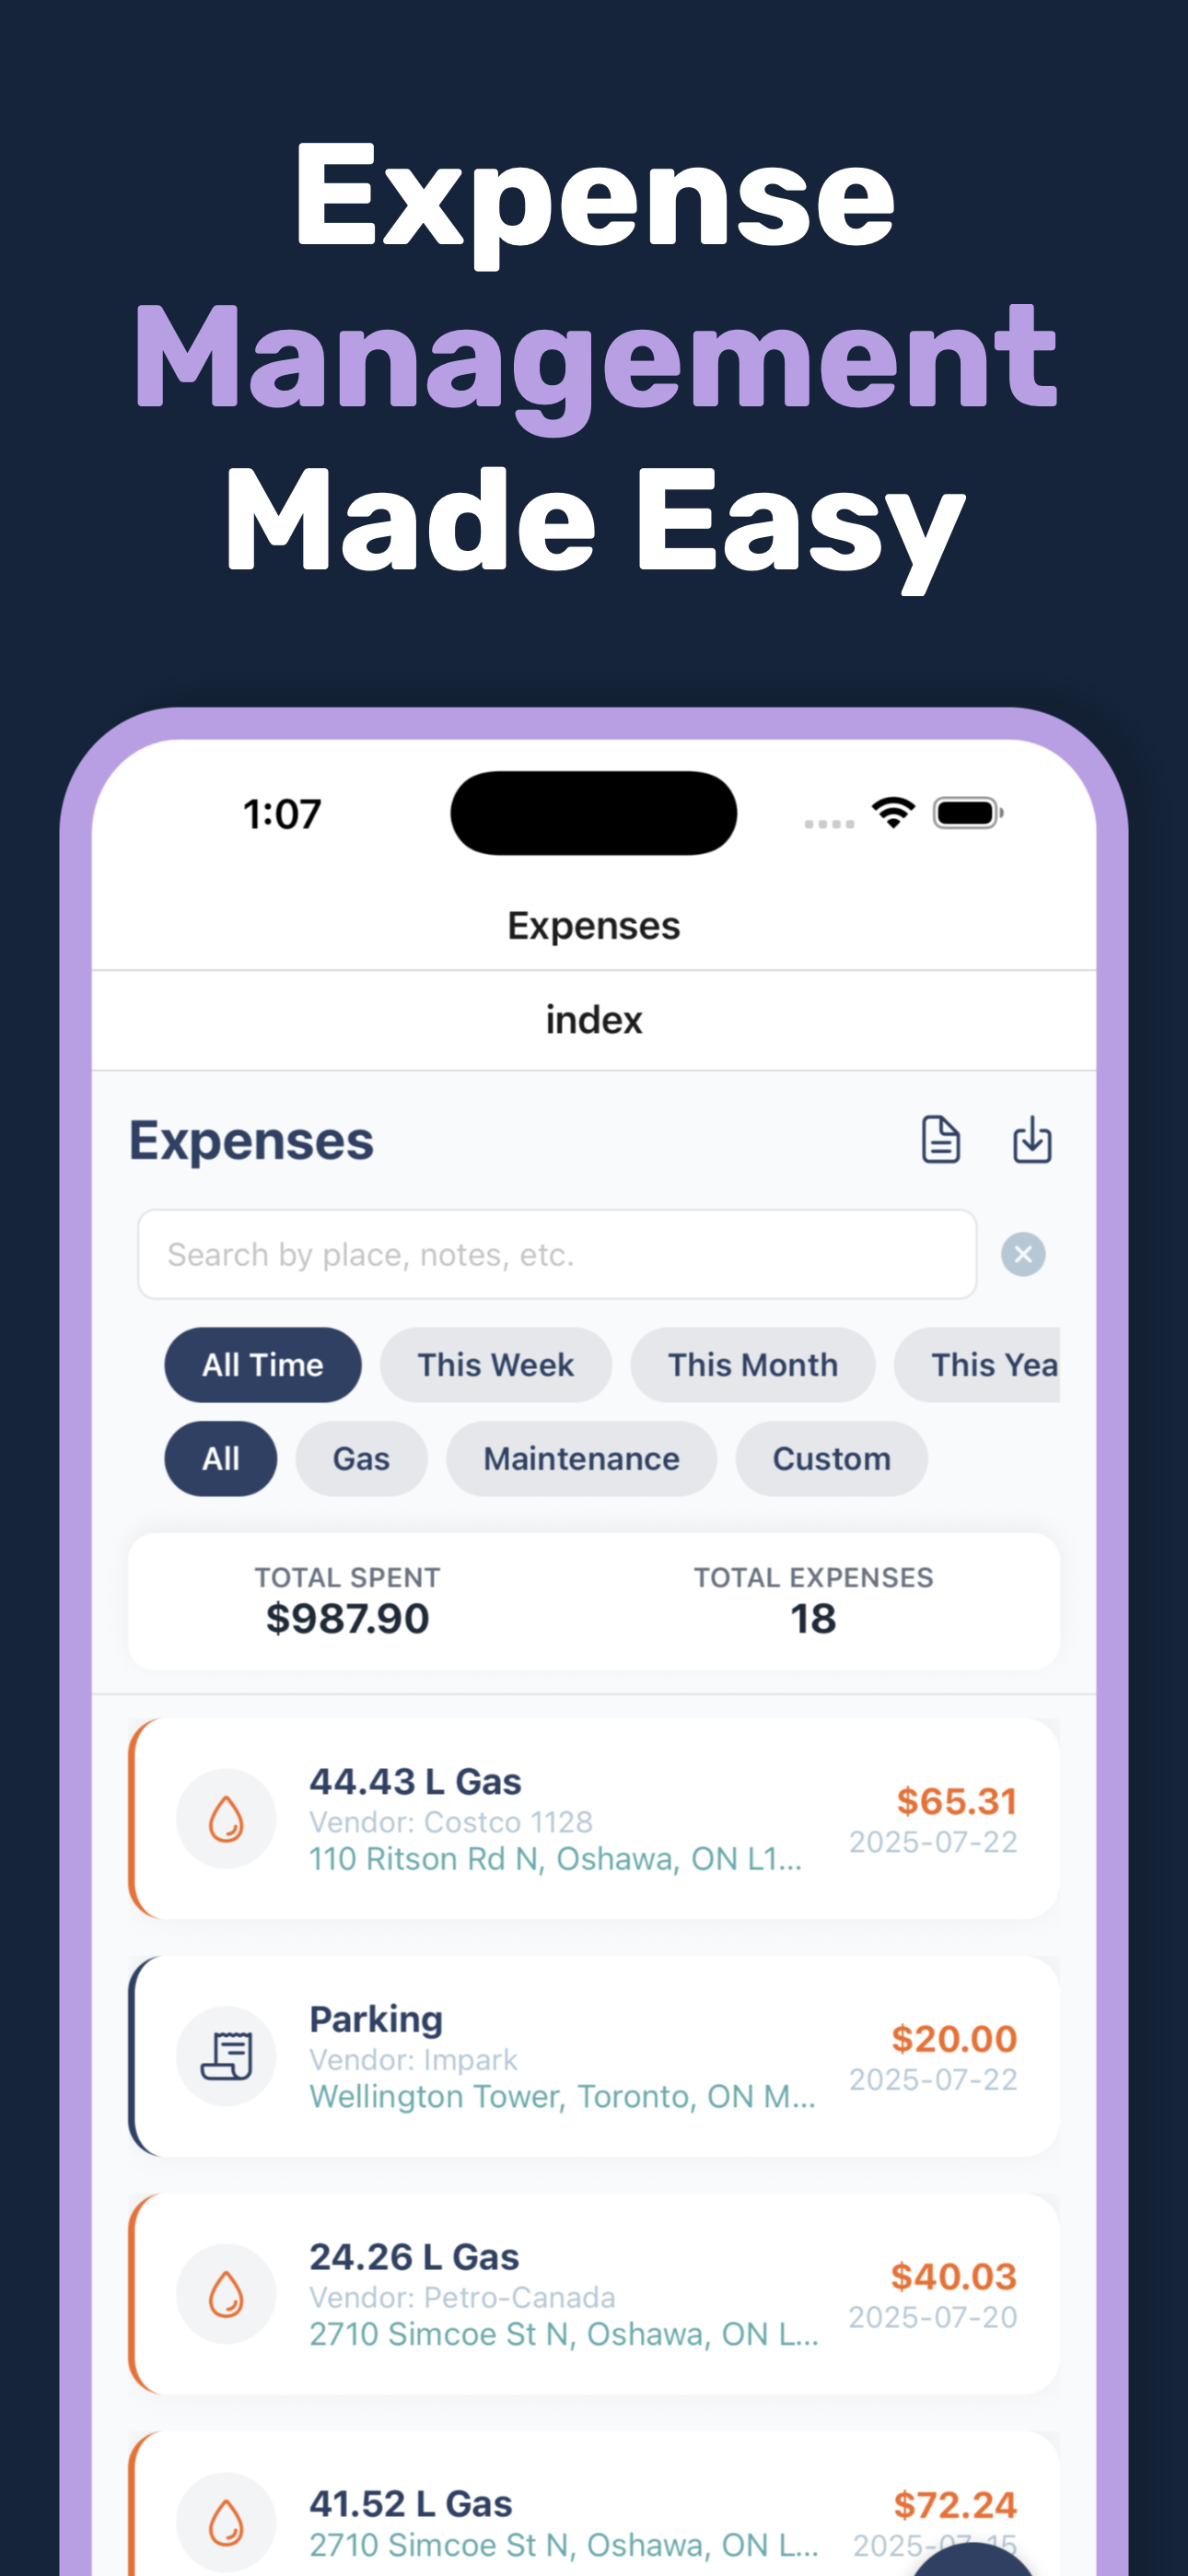 Expense
Management
Made Easy
1:07
Expenses
index
Expenses
Search by place, notes, etc.
All Time This Week This Month This Yea
All Gas Maintenance Custom
TOTAL SPENT TOTAL EXPENSES
$987.90 18
44.43 L Gas
$65.31
Vendor: Costco 1128
2025-07-22
110 Ritson Rd N, Oshawa, ON L1...
Parking
$20.00
Vendor: Impark
2025-07-22
Wellington Tower, Toronto, ON M...
24.26 L Gas
$40.03
Vendor: Petro-Canada
2025-07-20
2710 Simcoe St N, Oshawa, ON L...
41.52 L Gas
$72.24
2710 Simcoe St N, Oshawa, ON L...
2025-07-15